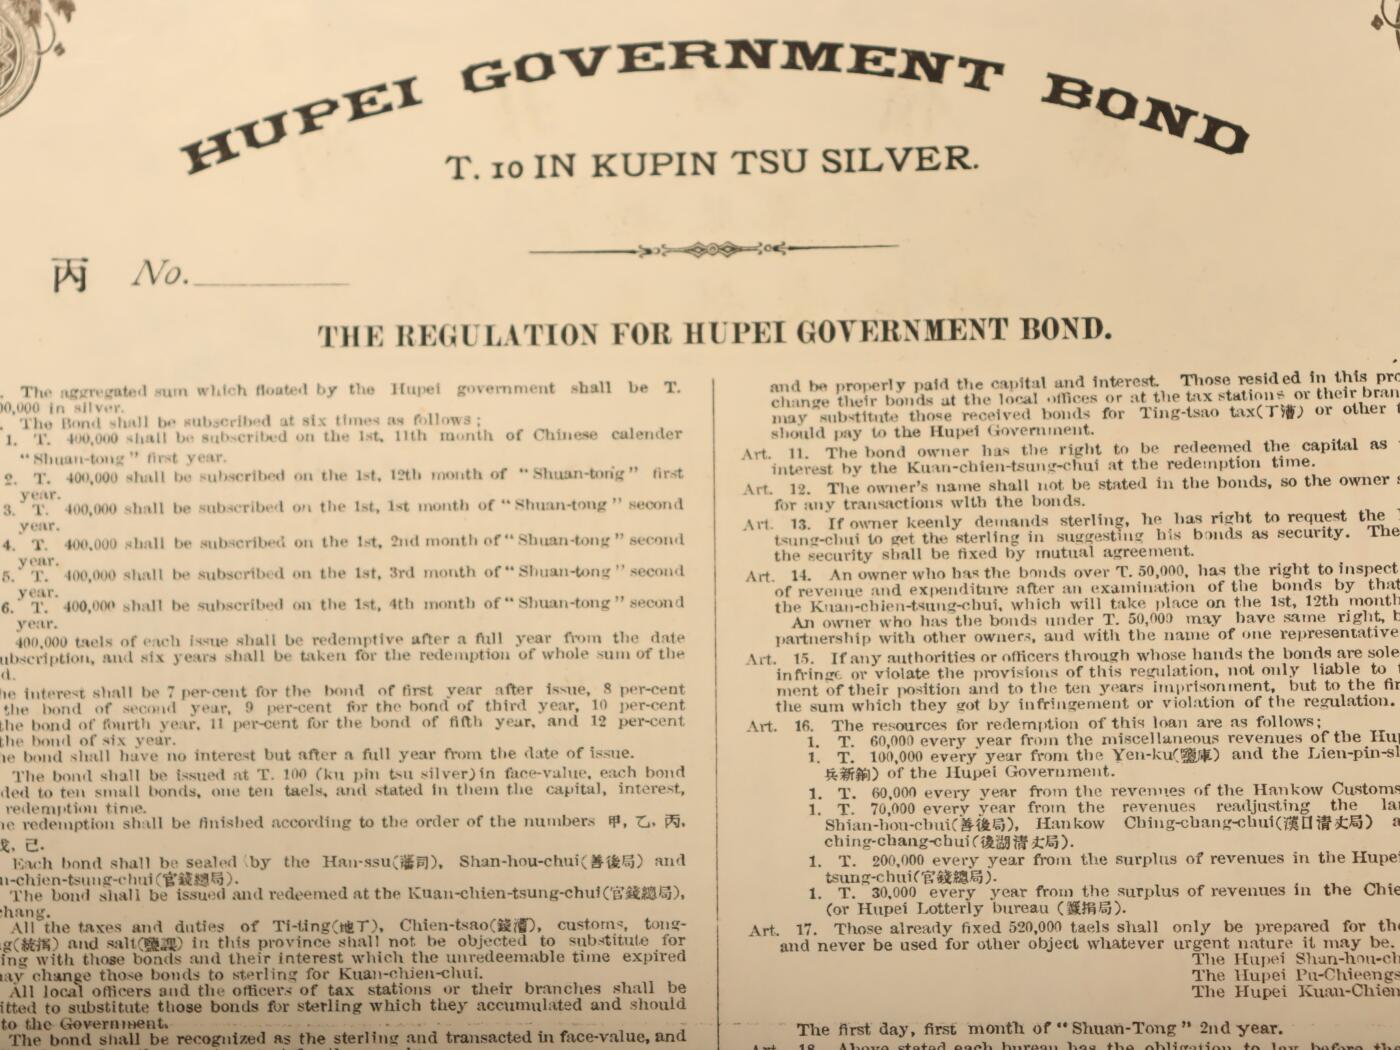 HUPEI GOVERNMENT BOND
T. 10 IN KUPIN TSU SILVER.
丙 No.
THE REGULATION FOR HUPEI GOVERNMENT BOND.
The aggregated sum which floated by the Hupei government shall be T.
00,000 in silver.
The Bond shall be subscribed at six times as follows;
1. T. 400,000 shall be subscribed on the 1st, 11th month of Chinese calender
"Shuan-tong" first year.
2. T. 400,000 shall be subscribed on the 1st, 12th month of "Shuan-tong" first
year.
3. T. 400,000 shall be subscribed on the 1st, 1st month of "Shuan-tong" second
year.
4. T. 400,000 shall be subscribed on the 1st, 2nd month of "Shuan-tong" second
year.
5. T. 400,000 shall be subscribed on the 1st, 3rd month of "Shuan-tong" second
year.
6. T. 400,000 shall be subscribed on the 1st, 4th month of "Shuan-tong" second
year.
400,000 taels of each issue shall be redemptive after a full year from the date
ubscription, and six years shall be taken for the redemption of whole sum of the
d.
he interest shall be 7 per-cent for the bond of first year after issue, 8 per-cent
the bond of second year, 9 per-cent for the bond of third year, 10 per-cent
the bond of fourth year, 11 per-cent for the bond of fifth year, and 12 per-cent
the bond of six year.
he bond shall have no interest but after a full year from the date of issue.
The bond shall be issued at T. 100 (ku pin tsu silver) in face-value, each bond
ded to ten small bonds, one ten taels, and stated in them the capital, interest,
redemption time.
he redemption shall be finished according to the order of the numbers 甲, 乙, 丙,
戊, 己.
Each bond shall be sealed by the Han-ssu(藩司), Shan-hou-chui(善後局) and
n-chien-tsung-chui(官錢總局).
The bond shall be issued and redeemed at the Kuan-chien-tsung-chui(官錢總局),
chang.
All the taxes and duties of Ti-ting(地丁), Chien-tsao(錢漕), customs, tong-
ng(統捐) and salt(鹽課) in this province shall not be objected to substitute for
ing with those bonds and their interest which the unredeemable time expired
may change those bonds to sterling for Kuan-chien-chui.
All local officers and the officers of tax stations or their branches shall be
itted to substitute those bonds for sterling which they accumulated and should
to the Government.
The bond shall be recognized as the sterling and transacted in face-value, and
and be properly paid the capital and interest. Those resided in this pro
change their bonds at the local offices or at the tax stations or their bran
may substitute those received bonds for Ting-tsao tax(丁漕) or other t
should pay to the Hupei Government.
Art. 11. The bond owner has the right to be redeemed the capital as
interest by the Kuan-chien-tsung-chui at the redemption time.
Art. 12. The owner's name shall not be stated in the bonds, so the owner s
for any transactions with the bonds.
Art. 13. If owner keenly demands sterling, he has right to request the
tsung-chui to get the sterling in suggesting his bonds as security. The
the security shall be fixed by mutual agreement.
Art. 14. An owner who has the bonds over T. 50,000, has the right to inspect
of revenue and expenditure after an examination of the bonds by that
the Kuan-chien-tsung-chui, which will take place on the 1st, 12th month
An owner who has the bonds under T. 50,000 may have same right, b
partnership with other owners, and with the name of one representative
Art. 15. If any authorities or officers through whose hands the bonds are sole
infringe or violate the provisions of this regulation, not only liable to t
ment of their position and to the ten years imprisonment, but to the fin
the sum which they got by infringement or violation of the regulation.
Art. 16. The resources for redemption of this loan are as follows;
1. T. 60,000 every year from the miscellaneous revenues of the Hup
1. T. 100,000 every year from the Yen-ku(鹽庫) and the Lien-pin-sh
兵新餉) of the Hupei Government.
1. T. 60,000 every year from the revenues of the Hankow Customs
1. T. 70,000 every year from the revenues readjusting the lan
Shian-hou-chui(善後局), Hankow Ching-chang-chui(漢口清丈局) a
ching-chang-chui(後湖清丈局).
1. T. 200,000 every year from the surplus of revenues in the Hupei
tsung-chui(官錢總局).
1. T. 30,000 every year from the surplus of revenues in the Chie
(or Hupei Lotterly bureau (籤捐局).
Art. 17. Those already fixed 520,000 taels shall only be prepared for the
and never be used for other object whatever urgent nature it may be.
The Hupei Shan-hou-ch
The Hupei Pu-Chieengs
The Hupei Kuan-Chien
The first day, first month of "Shuan-Tong" 2nd year.
Art. 18. Above stated each bureau has the obligation to lay before the